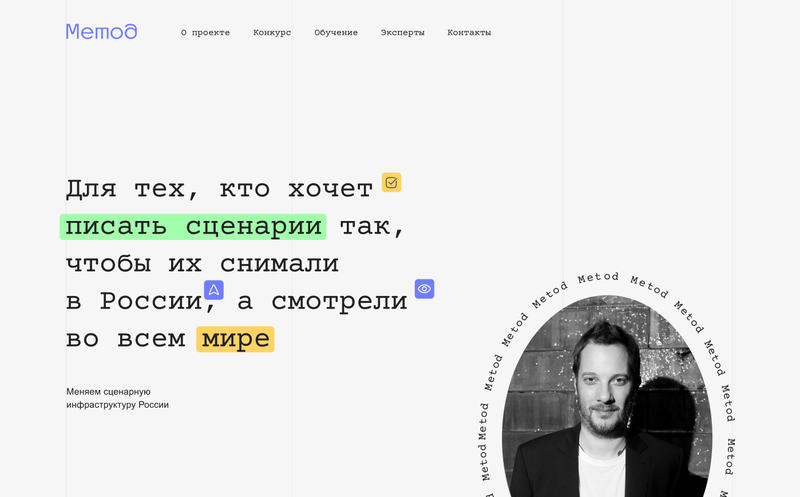 Метод
О проекте Конкурс Обучение Эксперты Контакты
Для тех, кто хочет
писать сценарии так,
чтобы их снимали
в России, а смотрели
во всем мире
Меняем сценарную
инфраструктуру России
Metod Metod Metod Metod Metod Metod Metod Metod Metod Metod Metod Metod